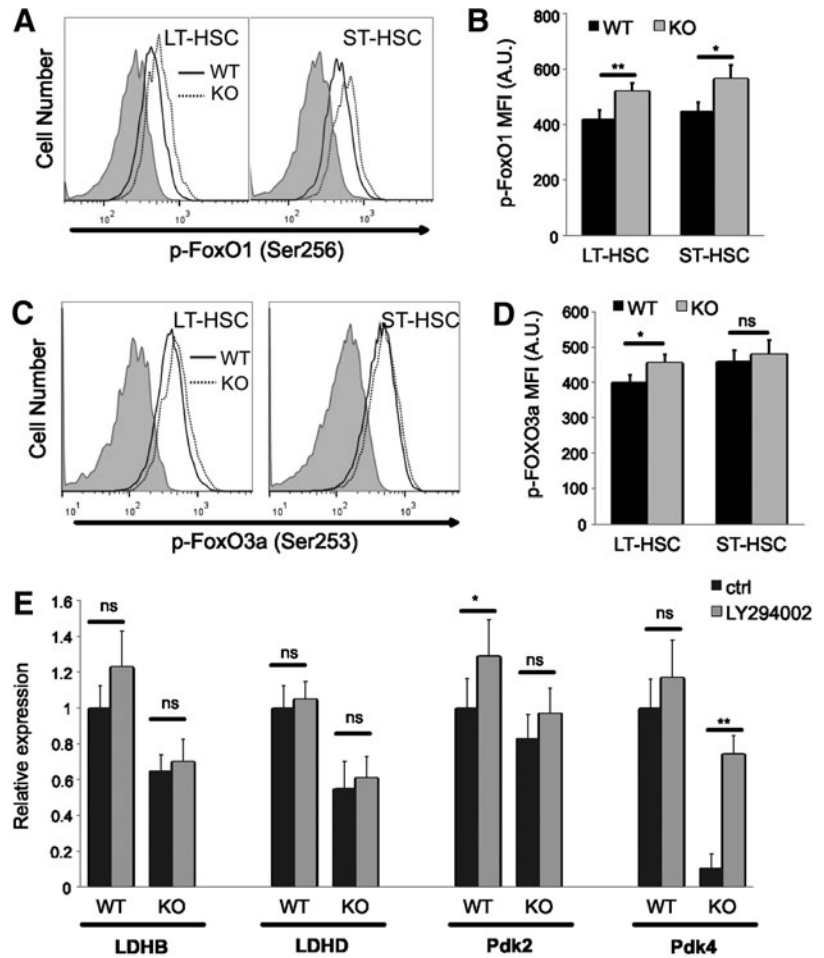 A
LT-HSC
WT
KO
ST-HSC
Cell Number
10²
10³
10²
10³
p-FoxO1 (Ser256)
B
WT
KO
p-FoxO1 MFI (A.U.)
800
600
400
200
0
**
*
LT-HSC
ST-HSC
C
LT-HSC
WT
KO
ST-HSC
Cell Number
10¹
10²
10³
10¹
10²
10³
p-FoxO3a (Ser253)
D
WT
KO
p-FOXO3a MFI (A.U.)
600
500
400
300
200
100
0
*
ns
LT-HSC
ST-HSC
E
ctrl
LY294002
Relative expression
1.6
1.4
1.2
1
0.8
0.6
0.4
0.2
0
ns
ns
ns
ns
*
ns
ns
**
WT KO WT KO WT KO WT KO
LDHB LDHD Pdk2 Pdk4